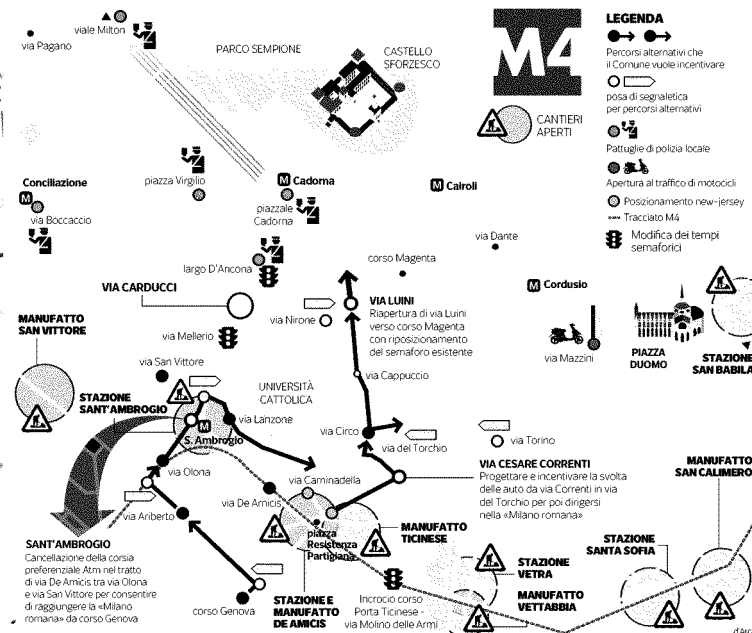 viale Milton
via Pagano
PARCO SEMPIONE
CASTELLO
SFORZESCO
M4
CANTIERI
APERTI
LEGENDA
Percorsi alternativi che
il Comune vuole incentivare
posa di segnaletica
per percorsi alternativi
Pattuglie di polizia locale
Apertura al traffico di motocicli
Posizionamento new-jersey
Tracciato M4
Modifica dei tempi
semaforici
Conciliazione
M
via Boccaccio
piazza Virgilio
M Cadorna
piazzale
Cadorna
M Cairoli
via Dante
largo D'Ancona
corso Magenta
M Cordusio
VIA CARDUCCI
MANUFATTO
SAN VITTORE
via Nirone
VIA LUINI
Riapertura di via Luini
verso corso Magenta
con riposizionamento
del semaforo esistente
via Mellerio
via Mazzini
PIAZZA
DUOMO
STAZIONE
SAN BABILA
via San Vittore
via Cappuccio
STAZIONE
SANT'AMBROGIO
UNIVERSITÀ
CATTOLICA
M
S. Ambrogio
via Lanzone
via Circo
via del Torchio
via Torino
via Olona
via Caminadella
VIA CESARE CORRENTI
Progettare e incentivare la svolta
delle auto da via Correnti in via
del Torchio per poi dirigersi
nella «Milano romana»
MANUFATTO
SAN CALIMERO
via Ariberto
via De Amicis
piazza
Resistenza
Partigiana
MANUFATTO
TICINESE
SANT'AMBROGIO
Cancellazione della corsia
preferenziale Atm nel tratto
di via De Amicis tra via Olona
e via San Vittore per consentire
di raggiungere la «Milano
romana» da corso Genova
corso Genova
STAZIONE E
MANUFATTO
DE AMICIS
Incrocio corso
Porta Ticinese -
via Molino delle Armi
STAZIONE
VETRA
MANUFATTO
VETTABBIA
STAZIONE
SANTA SOFIA